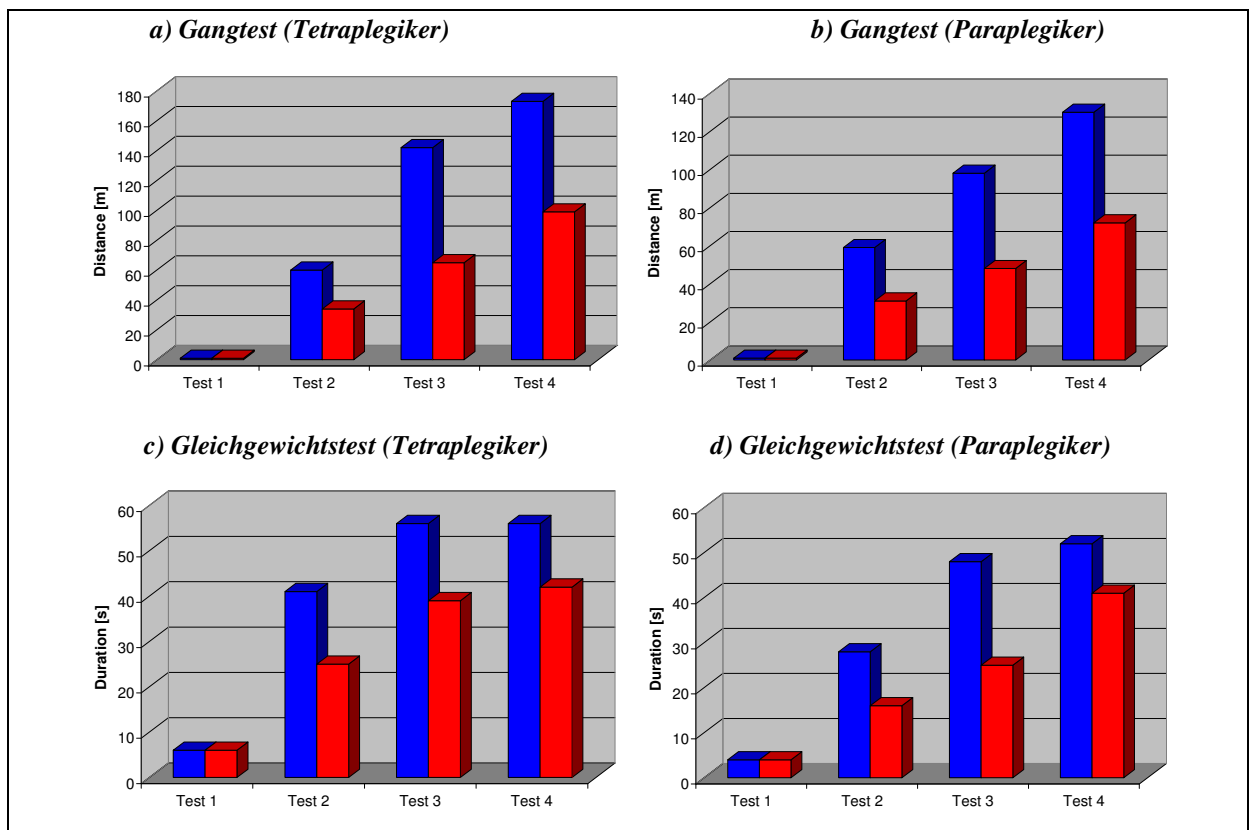 a) Gangtest (Tetraplegiker)
180
160
140
120
100
80
60
40
20
0
Distance [m]
Test 1 Test 2 Test 3 Test 4
b) Gangtest (Paraplegiker)
140
120
100
80
60
40
20
0
Distance [m]
Test 1 Test 2 Test 3 Test 4
c) Gleichgewichtstest (Tetraplegiker)
60
50
40
30
20
10
0
Duration [s]
Test 1 Test 2 Test 3 Test 4
d) Gleichgewichtstest (Paraplegiker)
60
50
40
30
20
10
0
Duration [s]
Test 1 Test 2 Test 3 Test 4